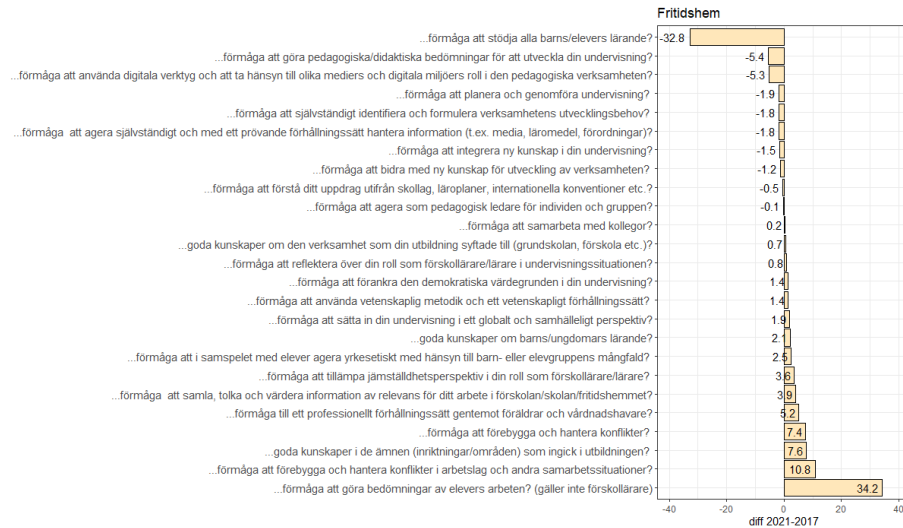 Fritidshem
...förmåga att stödja alla barns/elevers lärande? -32.8
...förmåga att göra pedagogiska/didaktiska bedömningar för att utveckla din undervisning? -5.4
...förmåga att använda digitala verktyg och att ta hänsyn till olika mediers och digitala miljöers roll i den pedagogiska verksamheten? -5.3
...förmåga att planera och genomföra undervisning? -1.9
...förmåga att självständigt identifiera och formulera verksamhetens utvecklingsbehov? -1.8
...förmåga att agera självständigt och med ett prövande förhållningssätt hantera information (t.ex. media, läromedel, förordningar)? -1.8
...förmåga att integrera ny kunskap i din undervisning? -1.5
...förmåga att bidra med ny kunskap för utveckling av verksamheten? -1.2
...förmåga att förstå ditt uppdrag utifrån skollag, läroplaner, internationella konventioner etc.? -0.5
...förmåga att agera som pedagogisk ledare för individen och gruppen? -0.1
...förmåga att samarbeta med kollegor? 0.2
...goda kunskaper om den verksamhet som din utbildning syftade till (grundskolan, förskola etc.)? 0.7
...förmåga att reflektera över din roll som förskollärare/lärare i undervisningssituationen? 0.8
...förmåga att förankra den demokratiska värdegrunden i din undervisning? 1.4
...förmåga att använda vetenskaplig metodik och ett vetenskapligt förhållningssätt? 1.4
...förmåga att sätta in din undervisning i ett globalt och samhälleligt perspektiv? 1.9
...goda kunskaper om barns/ungdomars lärande? 2.1
...förmåga att i samspelet med elever agera yrkesetiskt med hänsyn till barn- eller elevgruppens mångfald? 2.5
...förmåga att tillämpa jämställdhetsperspektiv i din roll som förskollärare/lärare? 3.6
...förmåga att samla, tolka och värdera information av relevans för ditt arbete i förskolan/skolan/fritidshemmet? 3.9
...förmåga till ett professionellt förhållningssätt gentemot föräldrar och vårdnadshavare? 5.2
...förmåga att förebygga och hantera konflikter? 7.4
...goda kunskaper i de ämnen (inriktningar/områden) som ingick i utbildningen? 7.6
...förmåga att förebygga och hantera konflikter i arbetslag och andra samarbetssituationer? 10.8
...förmåga att göra bedömningar av elevers arbeten? (gäller inte förskollärare) 34.2
-40 -20 0 20 40
diff 2021-2017